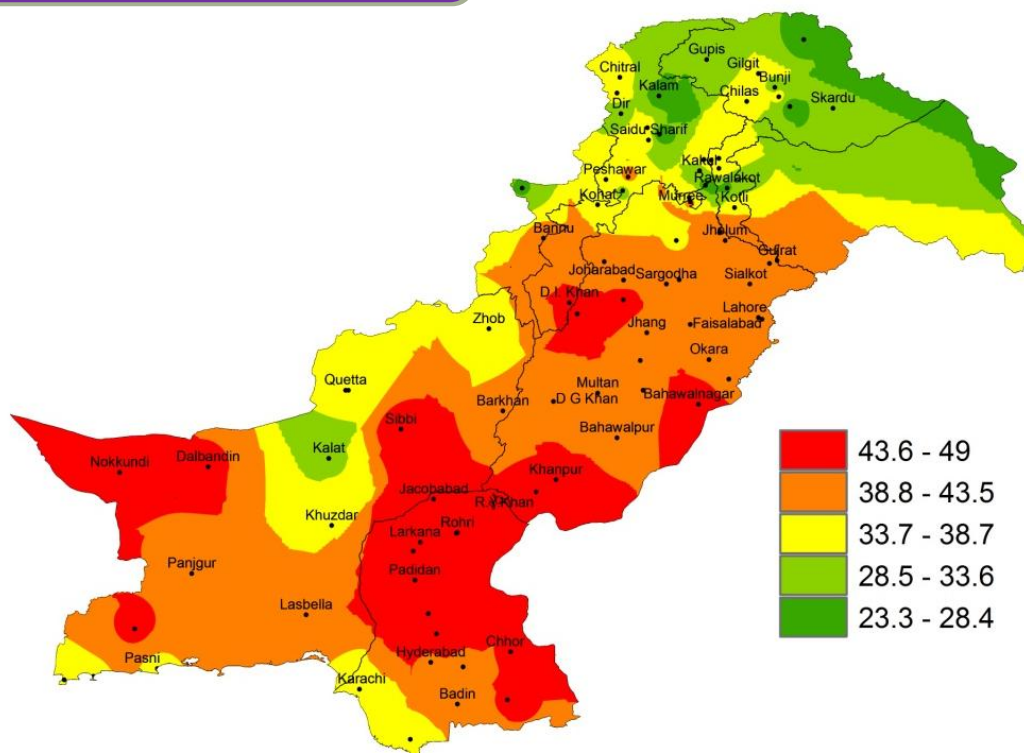 Gupis
Chitral
Gilgit
Bunji
Kalam
Chilas
Skardu
Dir
Saidu Sharif
Kakul
Peshawar
Rawalakot
Kohat
Murree
Kotli
Bannu
Jhelum
Gujrat
Joharabad
Sargodha
Sialkot
D.I. Khan
Lahore
Zhob
Jhang
Faisalabad
Okara
Quetta
Multan
Bahawalnagar
Barkhan
D G Khan
Sibbi
Bahawalpur
Kalat
Nokkundi
Dalbandin
Khanpur
Jacobabad
R.Y.Khan
Khuzdar
Rohri
Larkana
Panjgur
Padidan
Lasbella
Chhor
Hyderabad
Pasni
Karachi
Badin
43.6 - 49
38.8 - 43.5
33.7 - 38.7
28.5 - 33.6
23.3 - 28.4